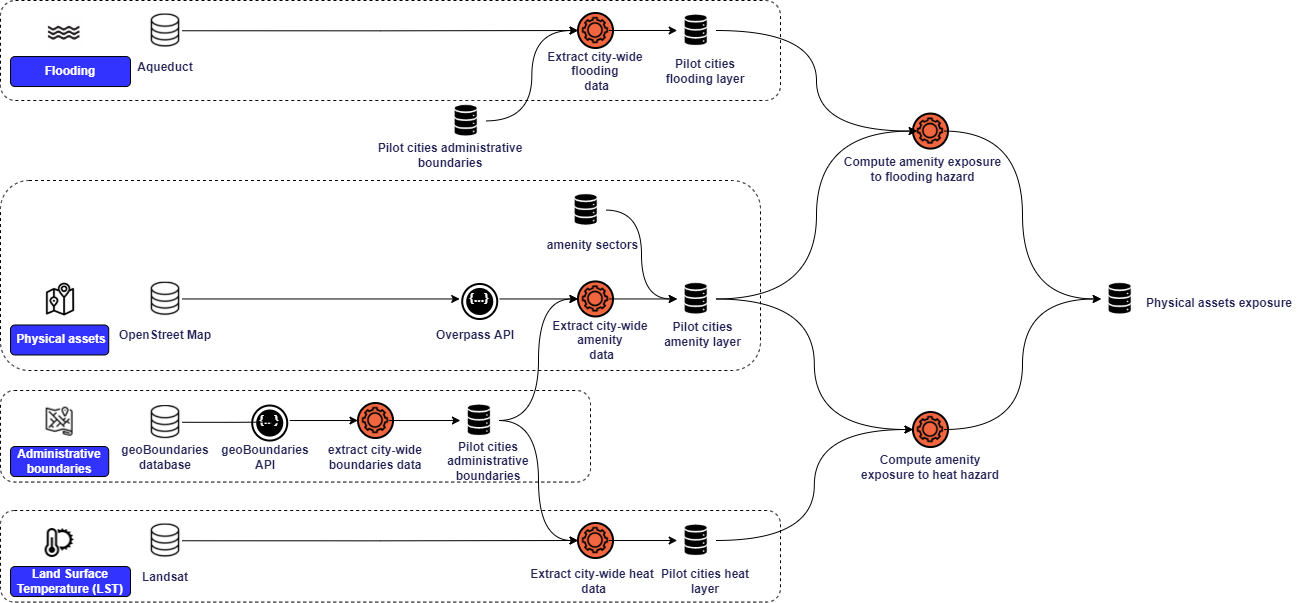 Flooding
Aqueduct
Extract city-wide
flooding
data
Pilot cities
flooding layer
Pilot cities administrative
boundaries
Compute amenity exposure
to flooding hazard
amenity sectors
Physical assets
OpenStreet Map
{...}
Overpass API
Extract city-wide
amenity
data
Pilot cities
amenity layer
Physical assets exposure
Administrative
boundaries
geoBoundaries
database
{...}
geoBoundaries
API
extract city-wide
boundaries data
Pilot cities
administrative
boundaries
Compute amenity
exposure to heat hazard
Land Surface
Temperature (LST)
Landsat
Extract city-wide heat
data
Pilot cities heat
layer